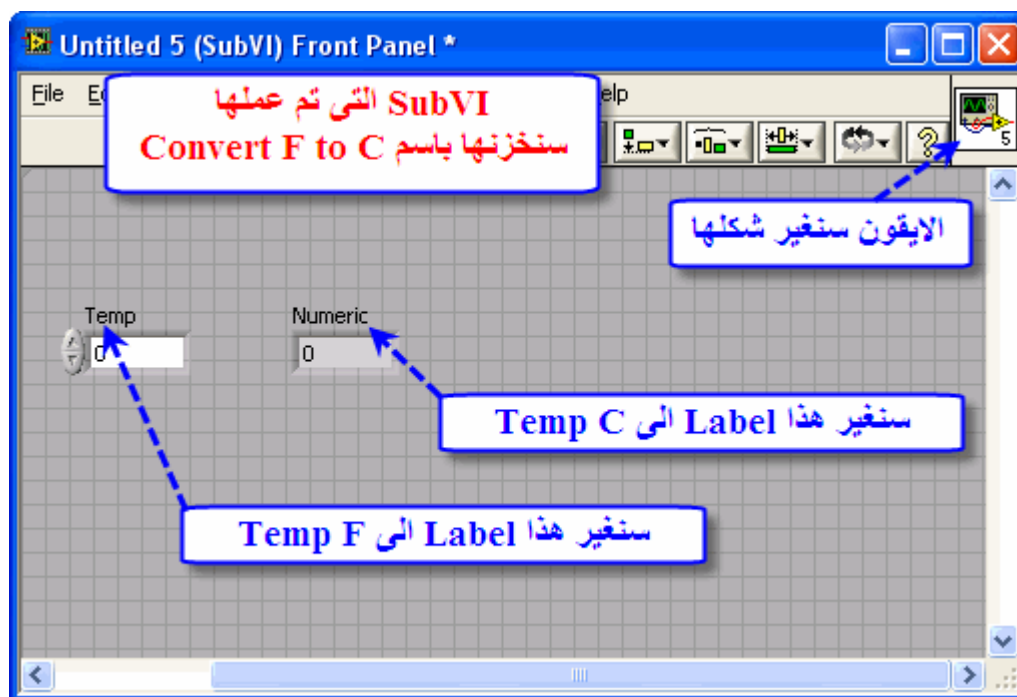 Untitled 5 (SubVI) Front Panel *
File
elp
SubVI التى تم عملها
سنخزنها باسم Convert F to C
5
الايقون سنغير شكلها
Temp
Numeric
0
0
سنغير هذا Label الى Temp C
سنغير هذا Label الى Temp F